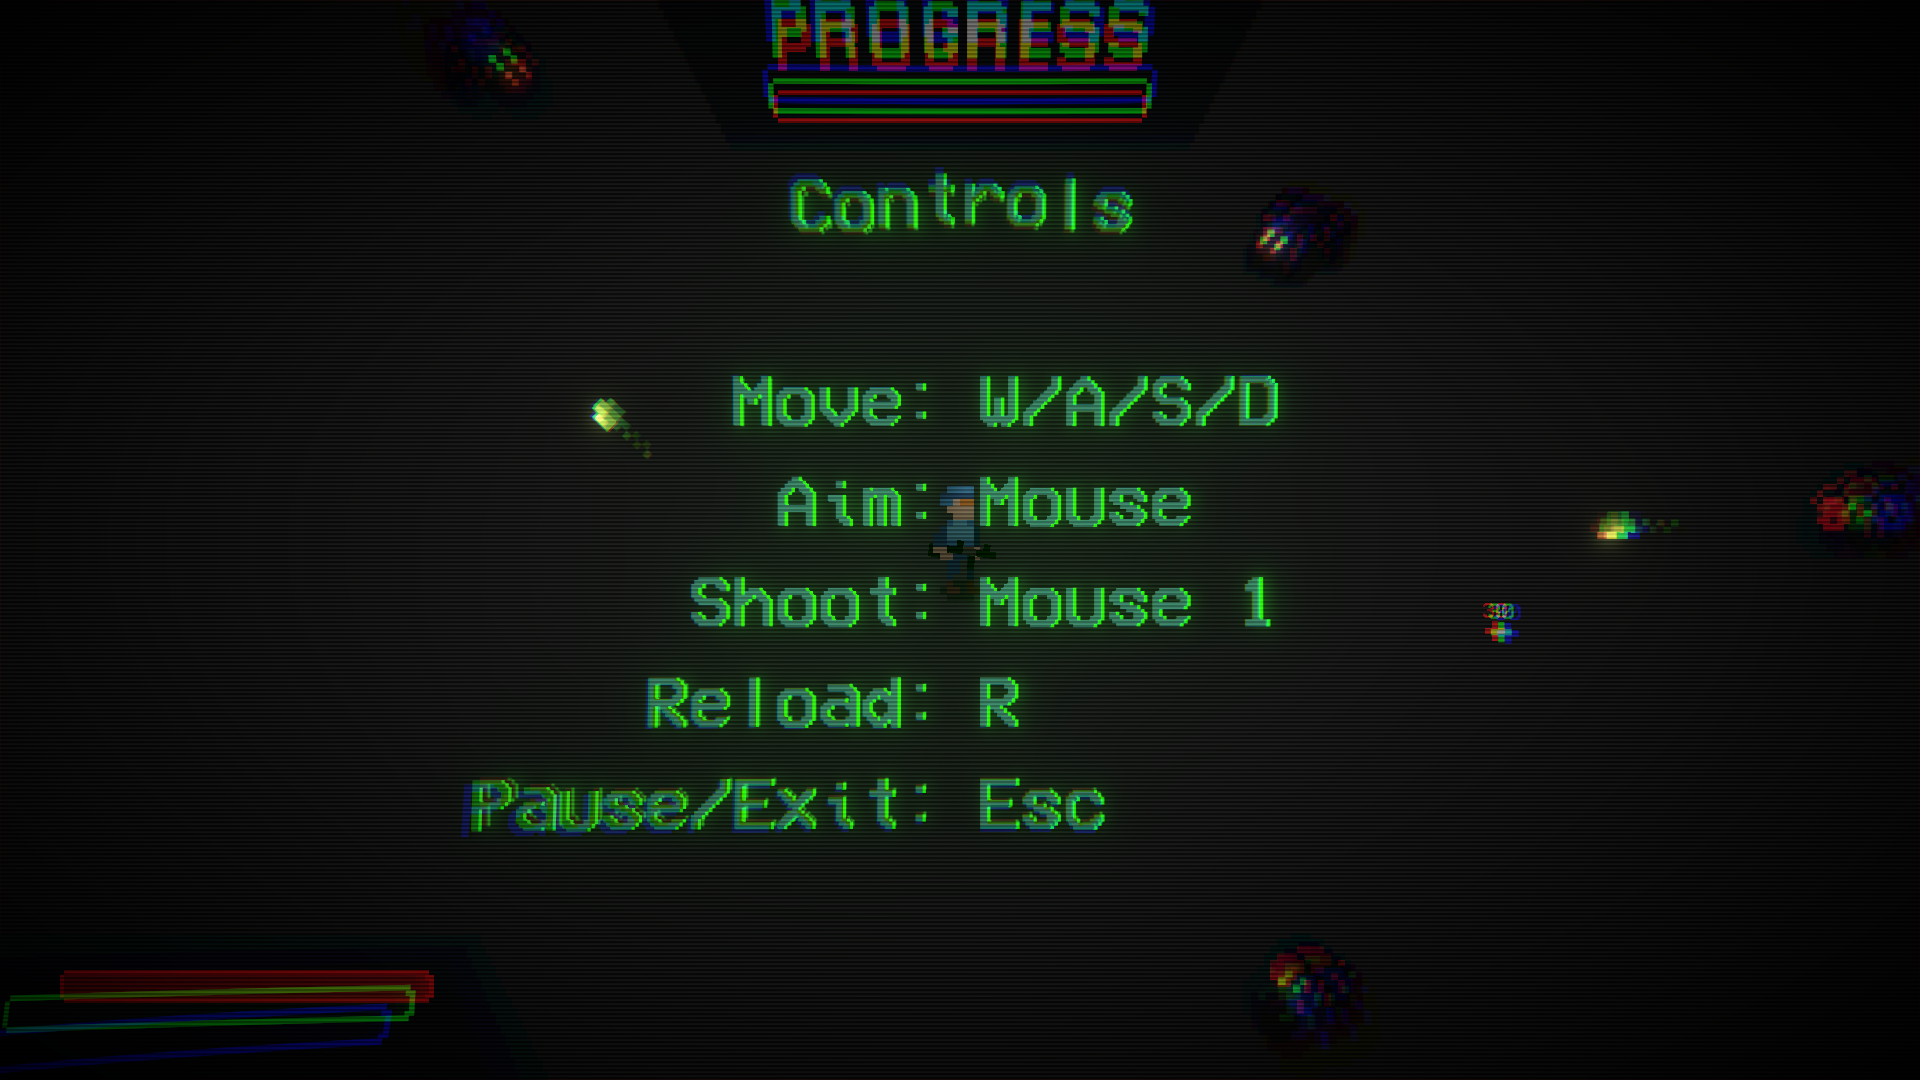 PROGRESS
Controls
Move: W/A/S/D
Aim: Mouse
Shoot: Mouse 1
Reload: R
Pause/Exit: Esc